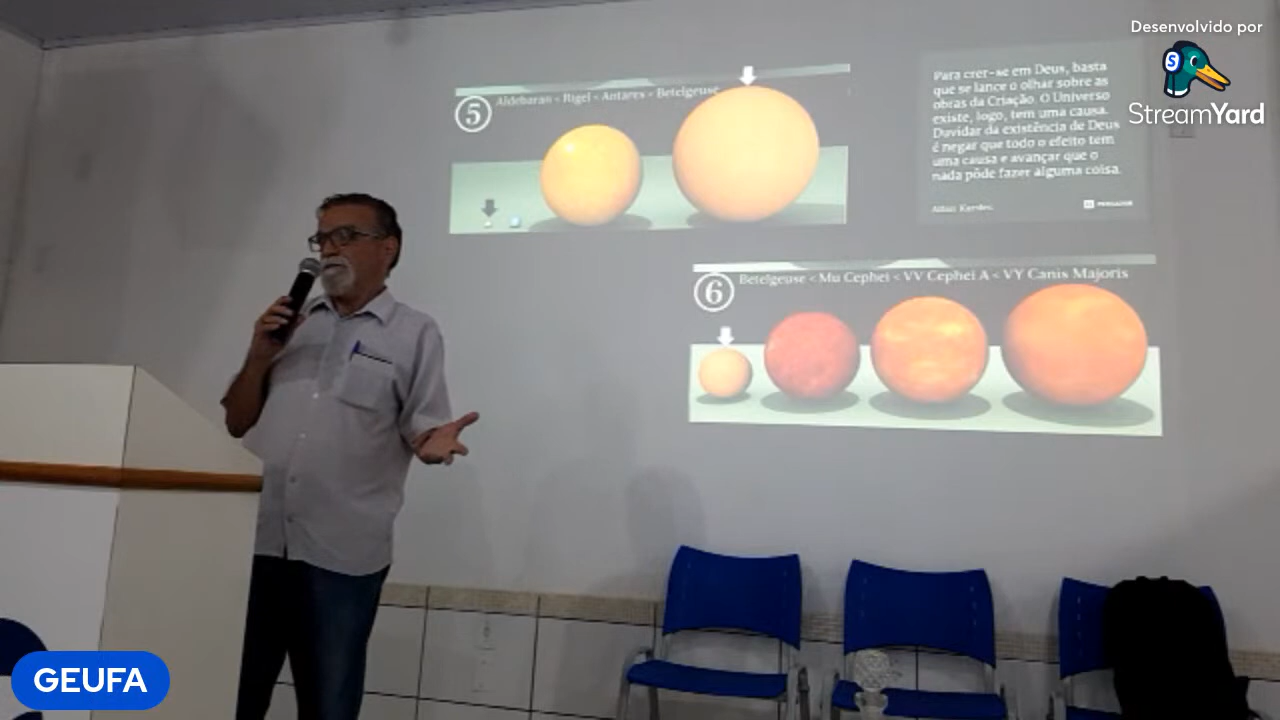 Desenvolvido por
StreamYard
5
Aldebaran < Rigel < Antares < Betelgeuse
Para crer-se em Deus, basta
que se lance o olhar sobre as
obras da Criação. O Universo
existe, logo, tem uma causa.
Duvidar da existência de Deus
é negar que todo o efeito tem
uma causa e avançar que o
nada pôde fazer alguma coisa.
Allan Kardec
PENSADOR
6
Betelgeuse < Mu Cephei < VV Cephei A < VY Canis Majoris
GEUFA